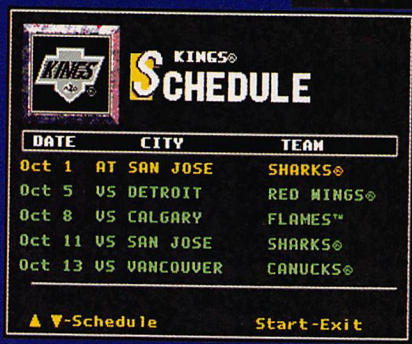 KINGS®
KINGS®
SCHEDULE
DATE CITY TEAM
Oct 1 AT SAN JOSE SHARKS®
Oct 5 VS DETROIT RED WINGS®
Oct 8 VS CALGARY FLAMES™
Oct 11 VS SAN JOSE SHARKS®
Oct 13 VS VANCOUVER CANUCKS®
▲ ▼-Schedule Start-Exit